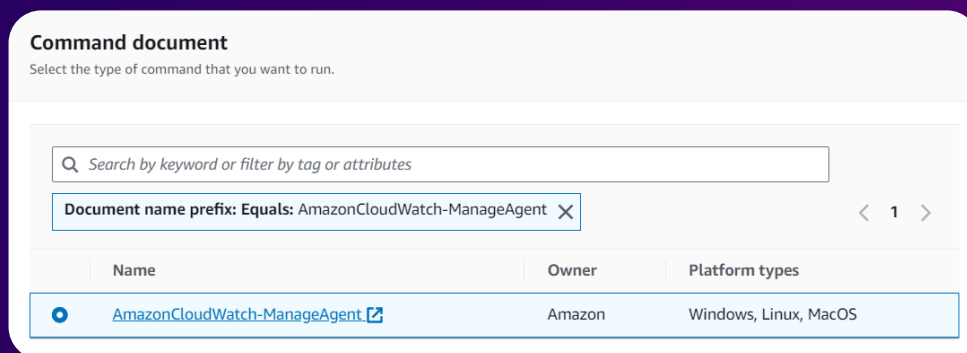 Command document
Select the type of command that you want to run.
Search by keyword or filter by tag or attributes
Document name prefix: Equals: AmazonCloudWatch-ManageAgent
1
Name Owner Platform types
AmazonCloudWatch-ManageAgent Amazon Windows, Linux, MacOS